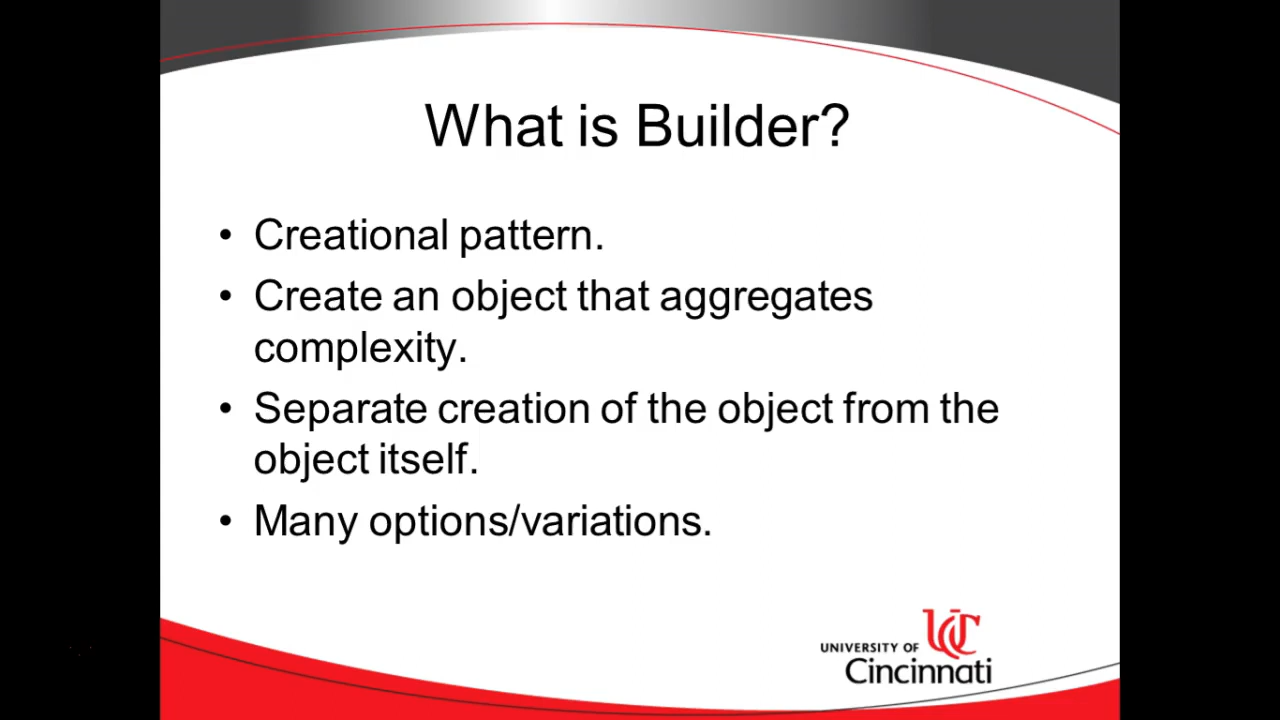 What is Builder?
• Creational pattern.
• Create an object that aggregates
complexity.
• Separate creation of the object from the
object itself.
• Many options/variations.
UC
UNIVERSITY OF
Cincinnati